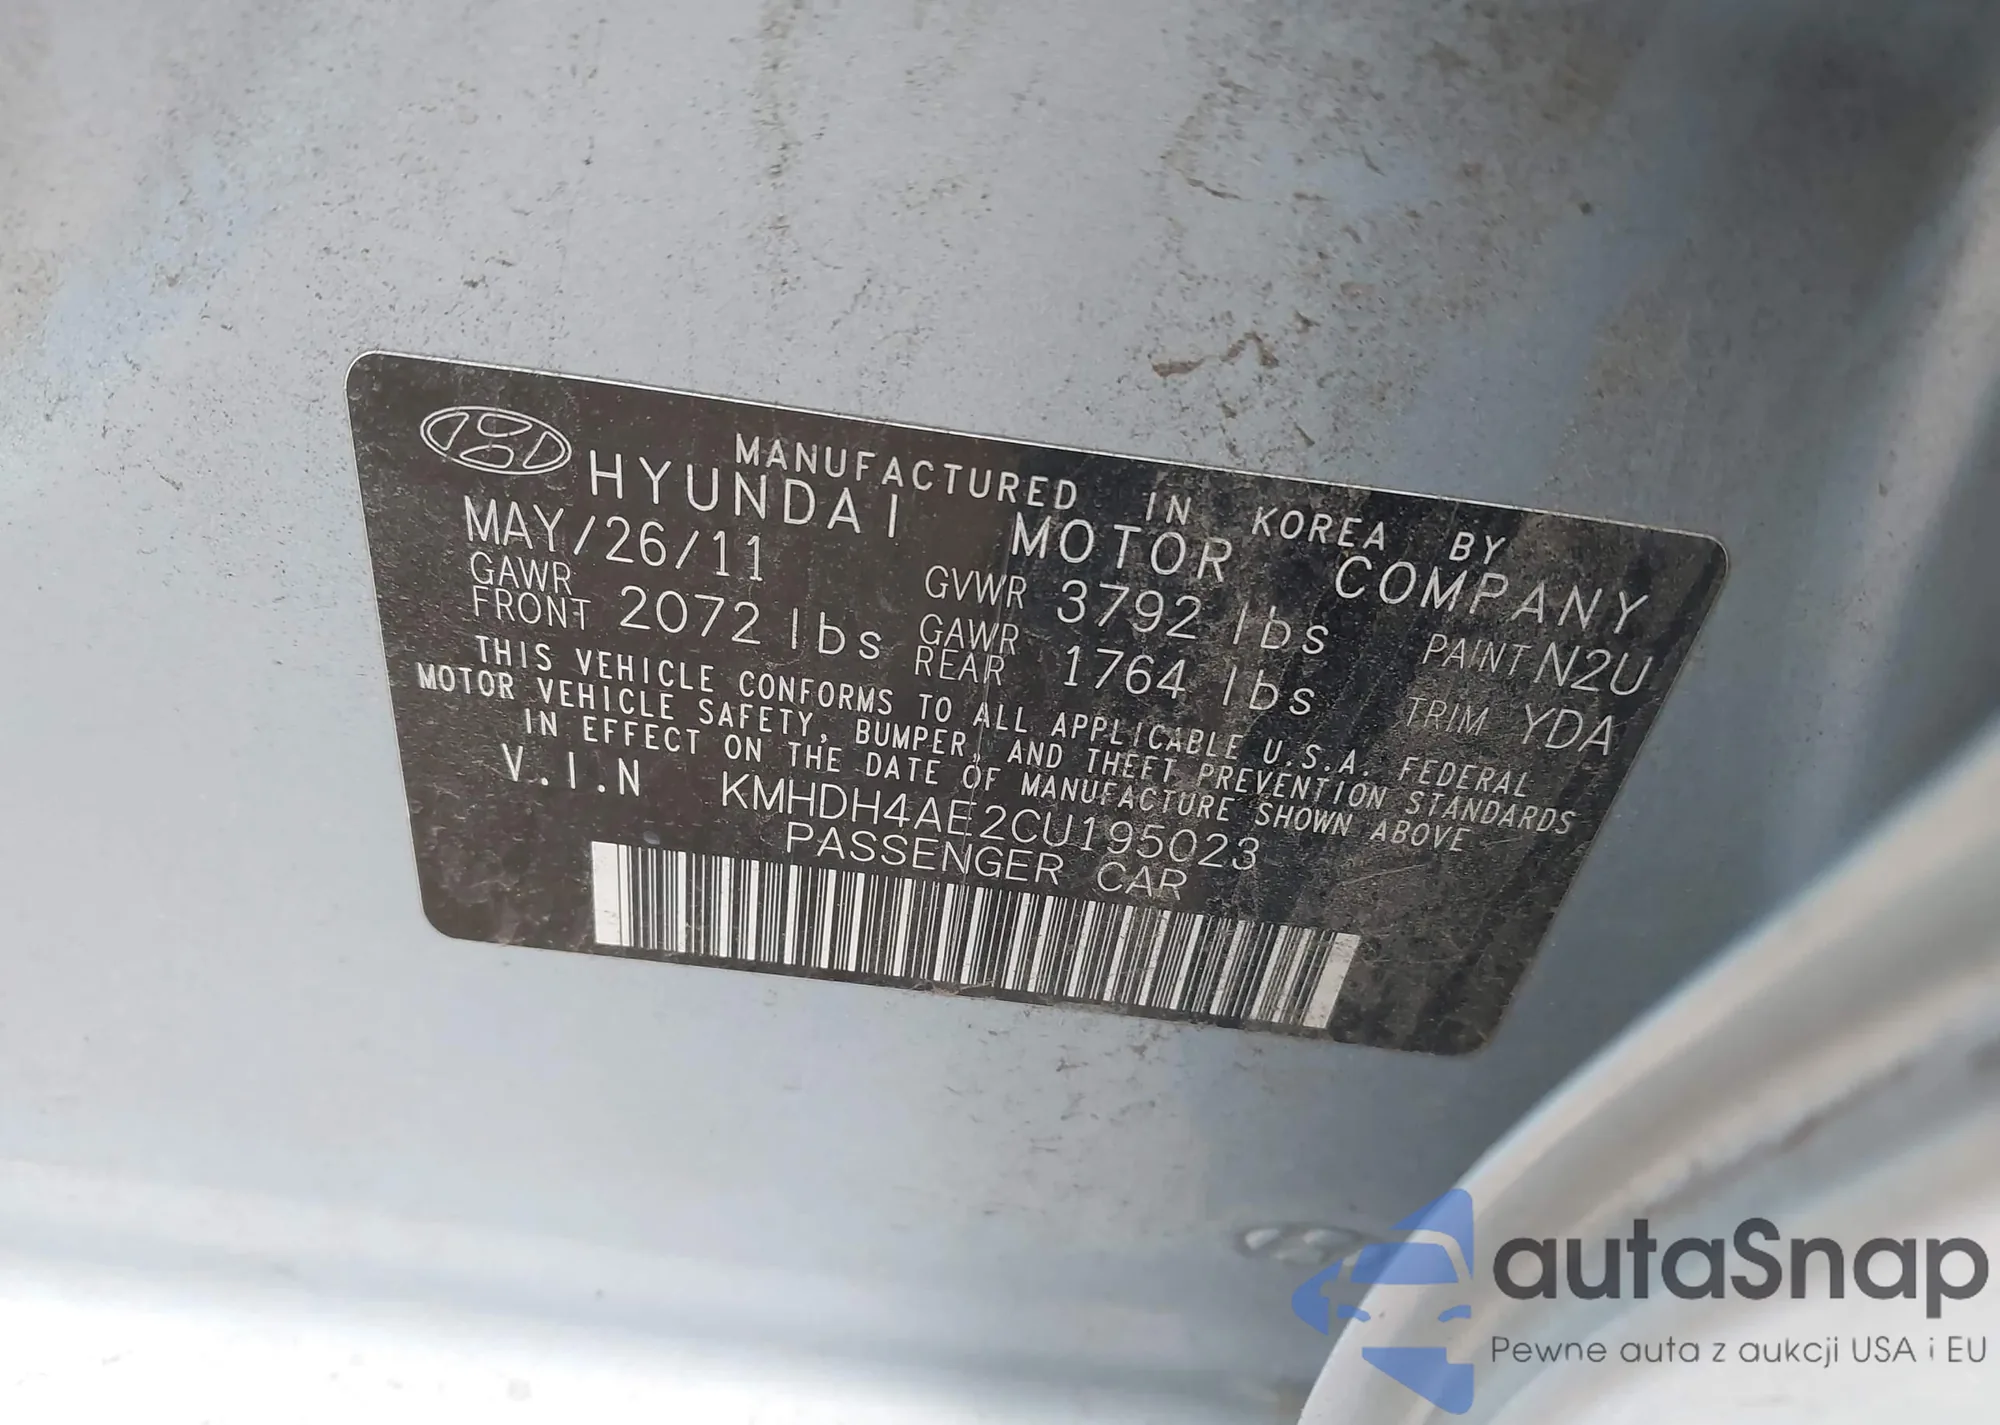 MANUFACTURED IN KOREA BY
HYUNDAI MOTOR COMPANY
MAY/26/11 GVWR 3792 lbs PAINT N2U
GAWR FRONT 2072 lbs GAWR REAR 1764 lbs TRIM YDA
THIS VEHICLE CONFORMS TO ALL APPLICABLE U.S.A. FEDERAL
MOTOR VEHICLE SAFETY, BUMPER, AND THEFT PREVENTION STANDARDS
IN EFFECT ON THE DATE OF MANUFACTURE SHOWN ABOVE
V.I.N KMHDH4AE2CU195023
PASSENGER CAR
autaSnap
Pewne auta z aukcji USA i EU